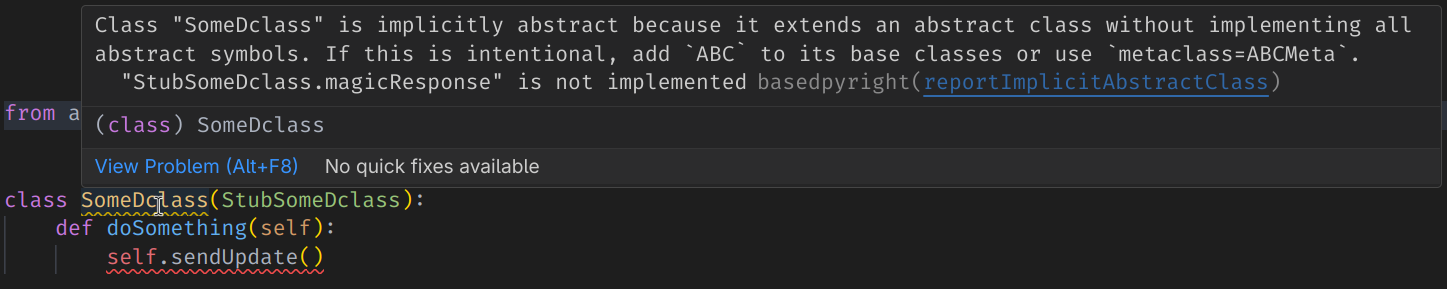 Class "SomeDclass" is implicitly abstract because it extends an abstract class without implementing all
abstract symbols. If this is intentional, add `ABC` to its base classes or use `metaclass=ABCMeta`.
"StubSomeDclass.magicResponse" is not implemented basedpyright(reportImplicitAbstractClass)
from a
(class) SomeDclass
View Problem (Alt+F8) No quick fixes available
class SomeDclass(StubSomeDclass):
def doSomething(self):
self.sendUpdate()